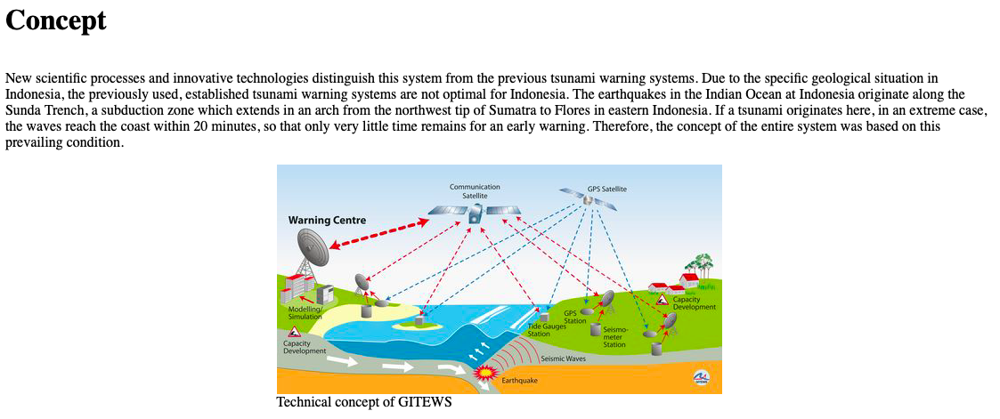 Concept
New scientific processes and innovative technologies distinguish this system from the previous tsunami warning systems. Due to the specific geological situation in
Indonesia, the previously used, established tsunami warning systems are not optimal for Indonesia. The earthquakes in the Indian Ocean at Indonesia originate along the
Sunda Trench, a subduction zone which extends in an arch from the northwest tip of Sumatra to Flores in eastern Indonesia. If a tsunami originates here, in an extreme case,
the waves reach the coast within 20 minutes, so that only very little time remains for an early warning. Therefore, the concept of the entire system was based on this
prevailing condition.
Communication
Satellite
GPS Satellite
Warning Centre
Modelling/
Simulation
Capacity
Development
GPS
Station
Tide Gauges
Station
Seismo-
meter
Station
Capacity
Development
Seismic Waves
Earthquake
GITEWS
Technical concept of GITEWS